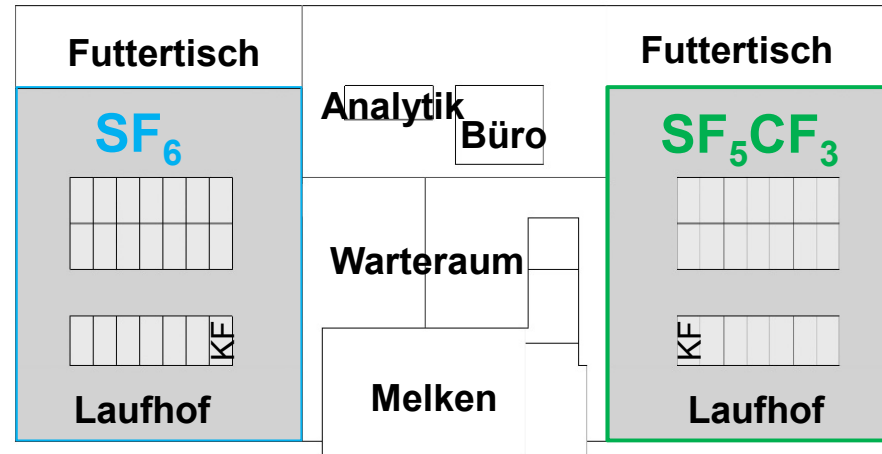 Futtertisch
Futtertisch
Analytik
Büro
SF₆
SF₅CF₃
Warteraum
KF
KF
Melken
Laufhof
Laufhof